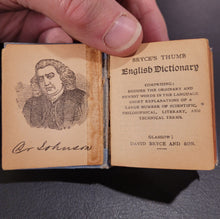 Dr Johnson
BRYCE'S THUMB
English Dictionary
COMPRISING:
BESIDES THE ORDINARY AND
NEWEST WORDS IN THE LANGUAGE
SHORT EXPLANATIONS OF A
LARGE NUMBER OF SCIENTIFIC,
PHILOSOPHICAL, LITERARY, AND
TECHNICAL TERMS.
GLASGOW:
DAVID BRYCE AND SON.